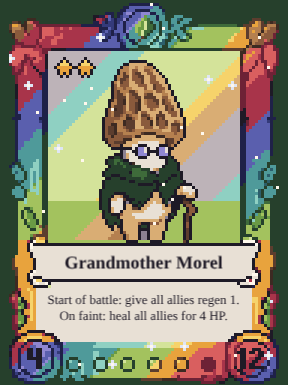 Grandmother Morel
Start of battle: give all allies regen 1.
On faint: heal all allies for 4 HP.
4
12